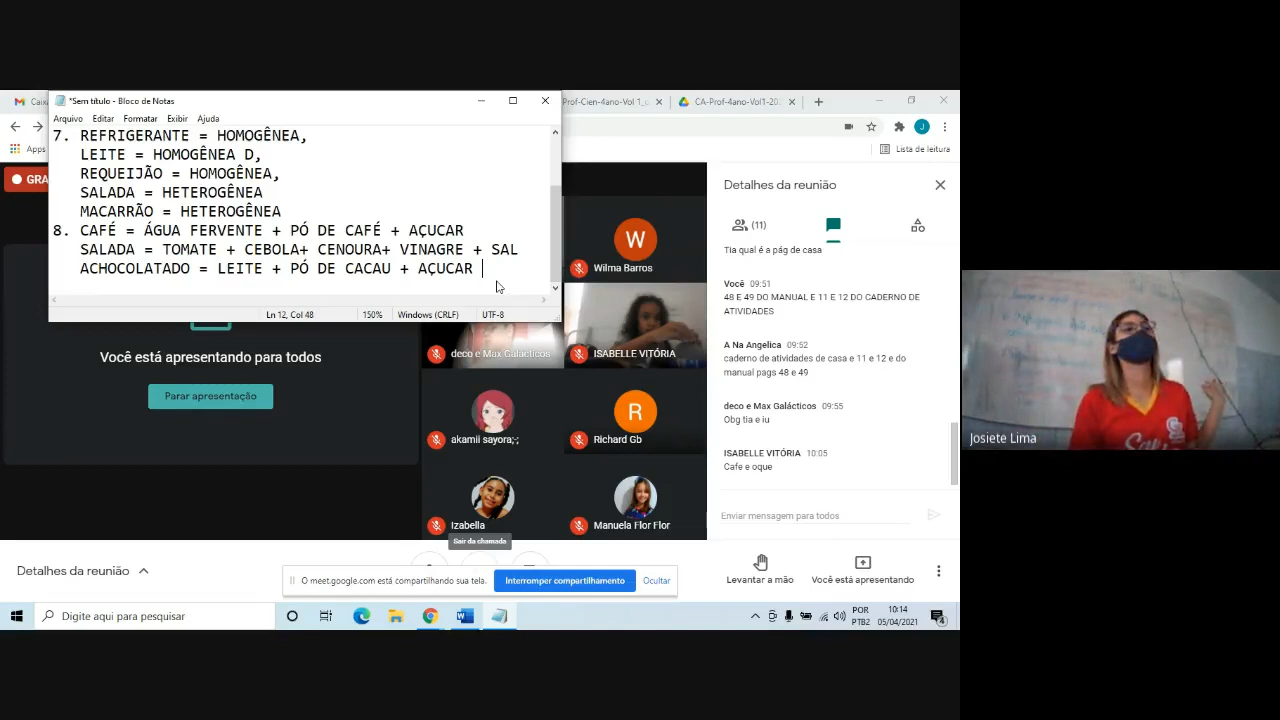 *Sem título - Bloco de Notas
Arquivo Editar Formatar Exibir Ajuda
7. REFRIGERANTE = HOMOGÊNEA,
LEITE = HOMOGÊNEA D,
REQUEIJÃO = HOMOGÊNEA,
SALADA = HETEROGÊNEA
MACARRÃO = HETEROGÊNEA
8. CAFÉ = ÁGUA FERVENTE + PÓ DE CAFÉ + AÇUCAR
SALADA = TOMATE + CEBOLA+ CENOURA+ VINAGRE + SAL
ACHOCOLATADO = LEITE + PÓ DE CACAU + AÇUCAR
Ln 12, Col 48 150% Windows (CRLF) UTF-8
Caixa
Prof-Cien-4ano-Vol 1_
CA-Prof-4ano-Vol1-202
J
Apps
Lista de leitura
GRA
Você está apresentando para todos
Parar apresentação
W
Wilma Barros
deco e Max Galácticos
ISABELLE VITÓRIA
akamii sayora;-;
R
Richard Gb
Izabella
Manuela Flor Flor
Sair da chamada
Detalhes da reunião
(11)
Tia qual é a pág de casa
Você 09:51
48 E 49 DO MANUAL E 11 E 12 DO CADERNO DE
ATIVIDADES
A Na Angelica 09:52
caderno de atividades de casa e 11 e 12 e do
manual pags 48 e 49
deco e Max Galácticos 09:55
Obg tia e iu
ISABELLE VITÓRIA 10:05
Cafe e oque
Enviar mensagem para todos
Detalhes da reunião
O meet.google.com está compartilhando sua tela.
Interromper compartilhamento
Ocultar
Levantar a mão
Você está apresentando
Digite aqui para pesquisar
POR
PTB2
10:14
05/04/2021
4
Josiete Lima